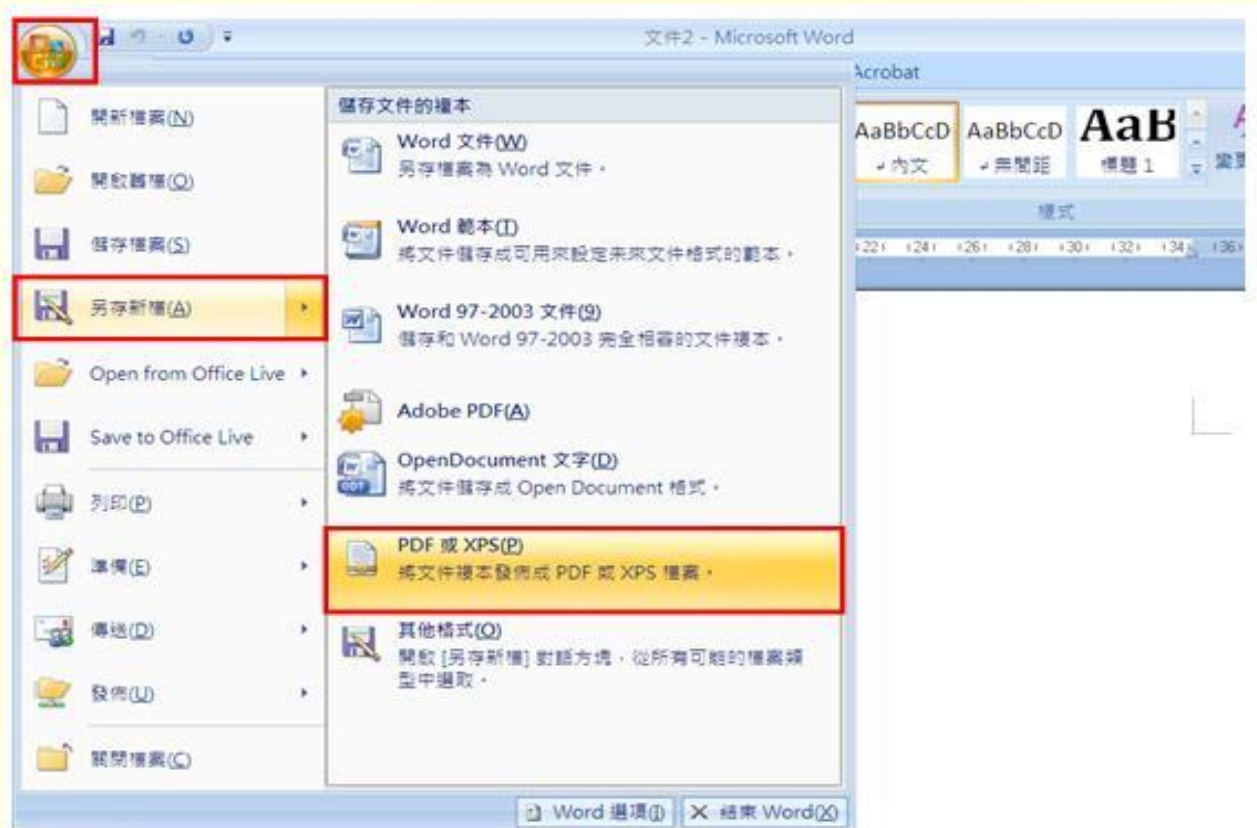 文件2 - Microsoft Word
Acrobat
開新檔案(N)
開啟舊檔(O)
儲存檔案(S)
另存新檔(A)
Open from Office Live
Save to Office Live
列印(P)
準備(E)
傳送(D)
發佈(U)
關閉檔案(C)
儲存文件的複本
Word 文件(W)
另存檔案為 Word 文件。
Word 範本(T)
將文件儲存成可用來設定未來文件格式的範本。
Word 97-2003 文件(9)
儲存和 Word 97-2003 完全相容的文件複本。
Adobe PDF(A)
OpenDocument 文字(D)
將文件儲存成 Open Document 格式。
PDF 或 XPS(P)
將文件複本發佈成 PDF 或 XPS 檔案。
其他格式(O)
開啟 [另存新檔] 對話方塊,從所有可能的檔案類
型中選取。
AaBbCcD AaBbCcD AaB
內文 無間距 標題 1
樣式
22 24 26 28 30 32 34 36
Word 選項(I) 結束 Word(X)